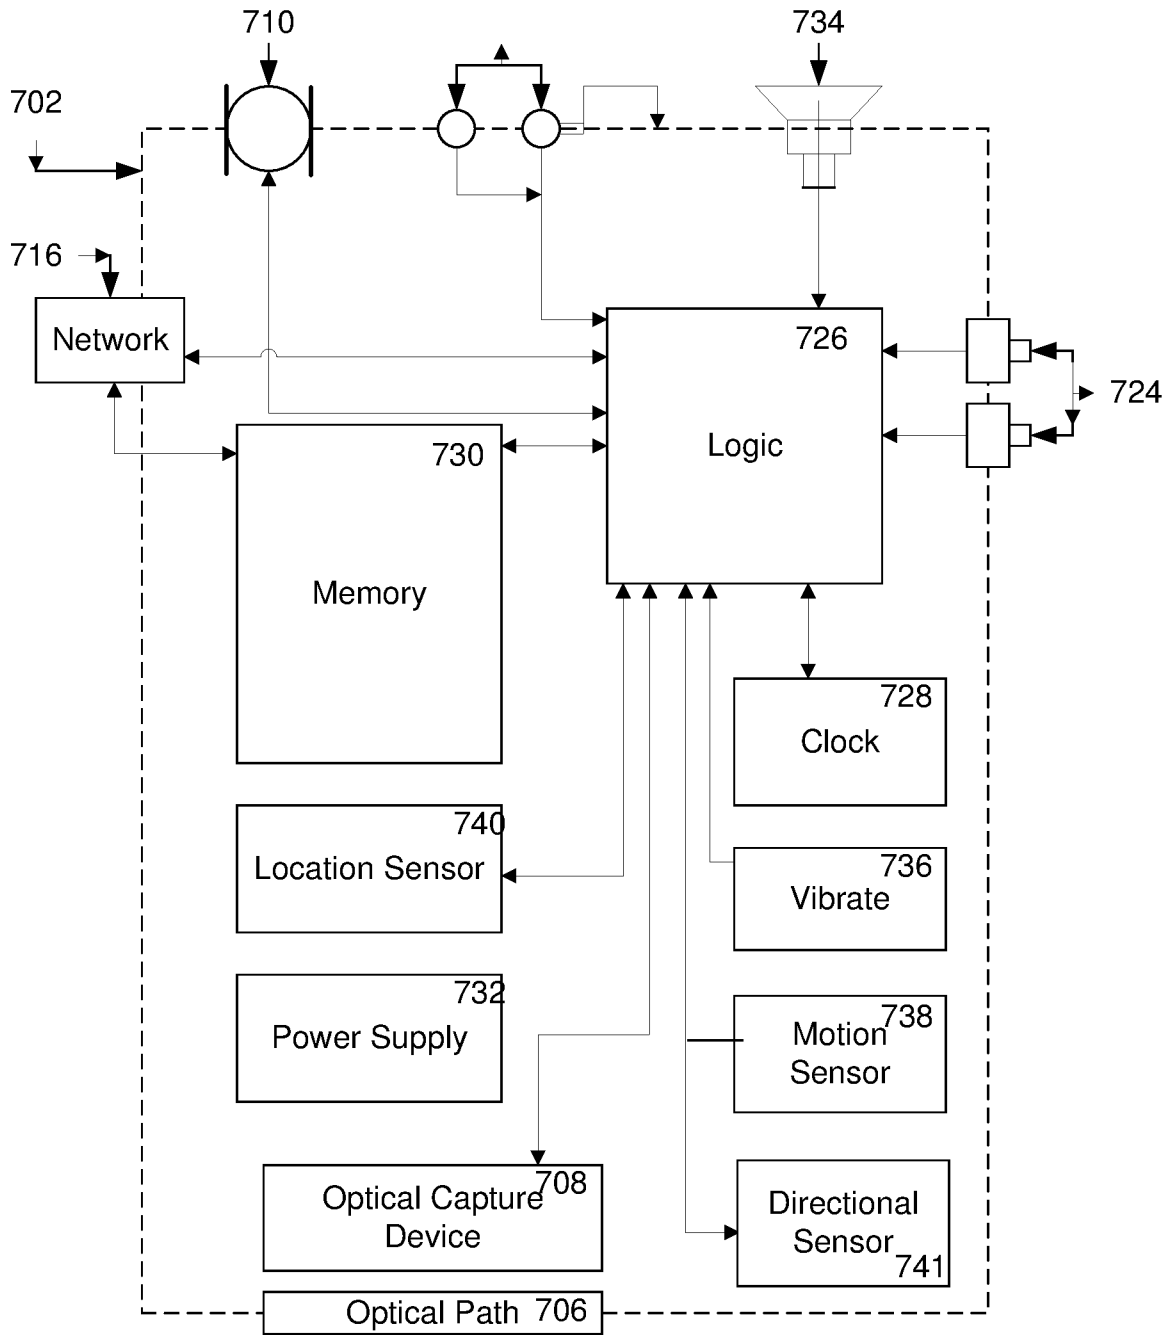 710
734
702
716
Network
726
724
Logic
730
Memory
728
Clock
740
Location Sensor
736
Vibrate
732
Power Supply
738
Motion
Sensor
708
Optical Capture
Device
Directional
Sensor
741
Optical Path 706